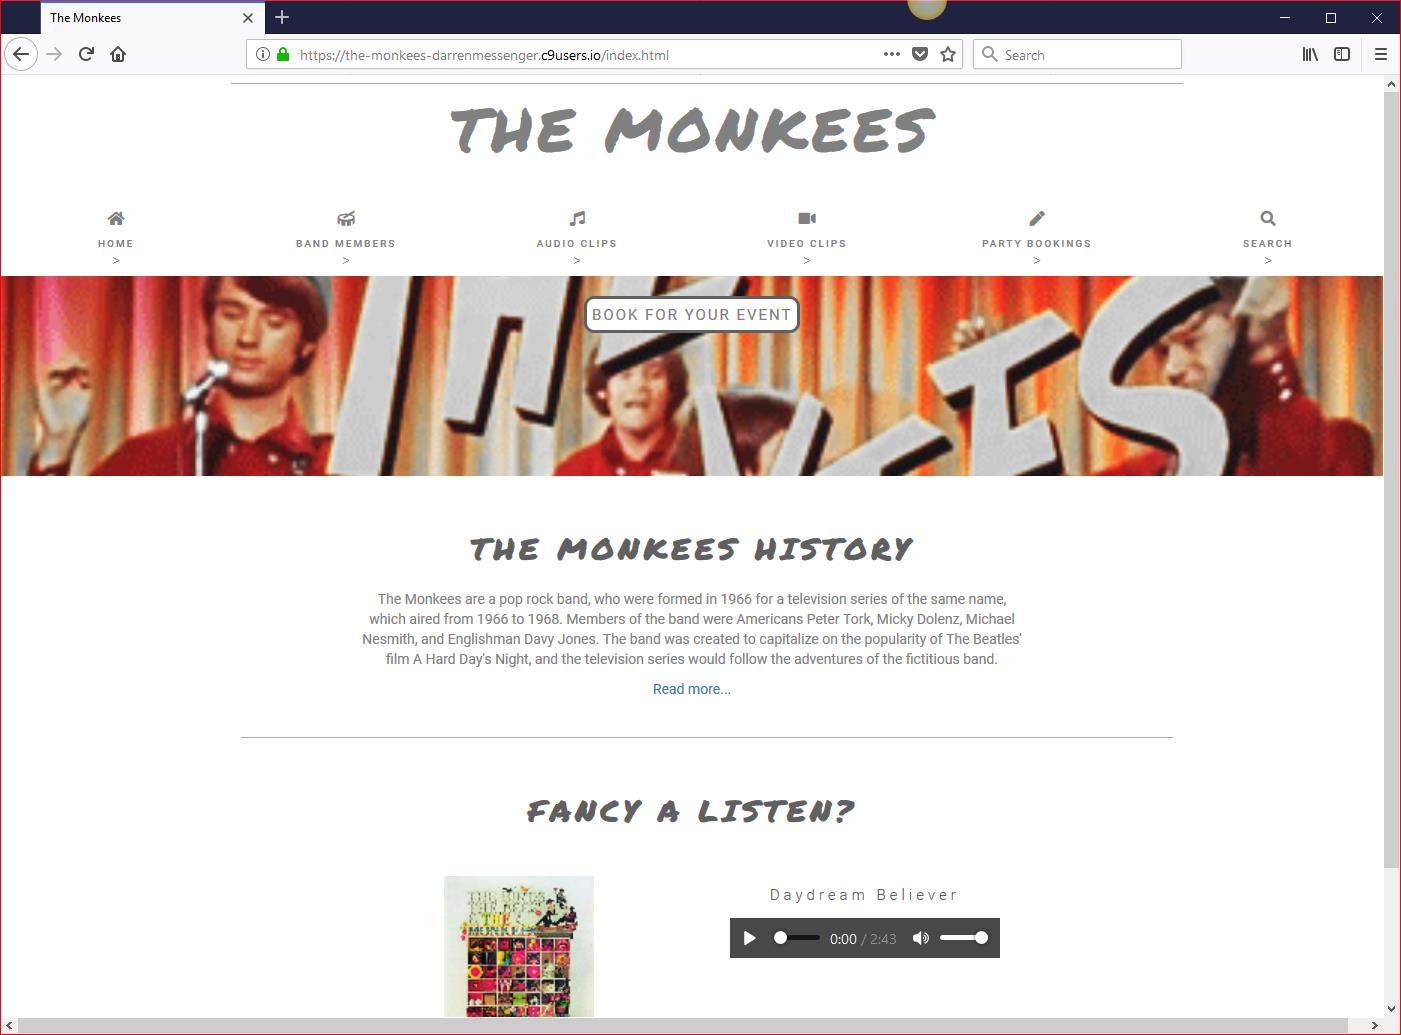 The Monkees
https://the-monkees-darrenmessenger.c9users.io/index.html
Search
THE MONKEES
HOME
>
BAND MEMBERS
>
AUDIO CLIPS
>
VIDEO CLIPS
>
PARTY BOOKINGS
>
SEARCH
>
BOOK FOR YOUR EVENT
THE MONKEES HISTORY
The Monkees are a pop rock band, who were formed in 1966 for a television series of the same name,
which aired from 1966 to 1968. Members of the band were Americans Peter Tork, Micky Dolenz, Michael
Nesmith, and Englishman Davy Jones. The band was created to capitalize on the popularity of The Beatles'
film A Hard Day's Night, and the television series would follow the adventures of the fictitious band.
Read more...
FANCY A LISTEN?
Daydream Believer
0:00 / 2:43